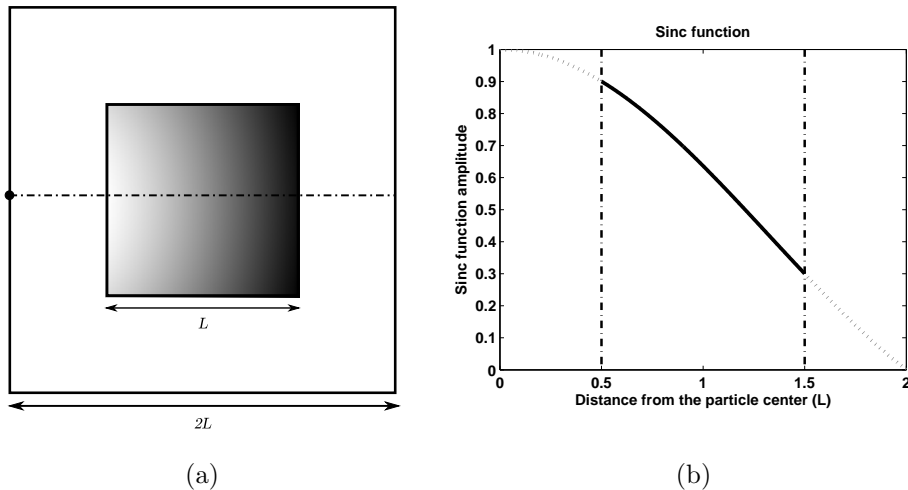 L
2L
(a)
Sinc function
Sinc function amplitude
1
0.9
0.8
0.7
0.6
0.5
0.4
0.3
0.2
0.1
0
0
0.5
1
1.5
2
Distance from the particle center (L)
(b)